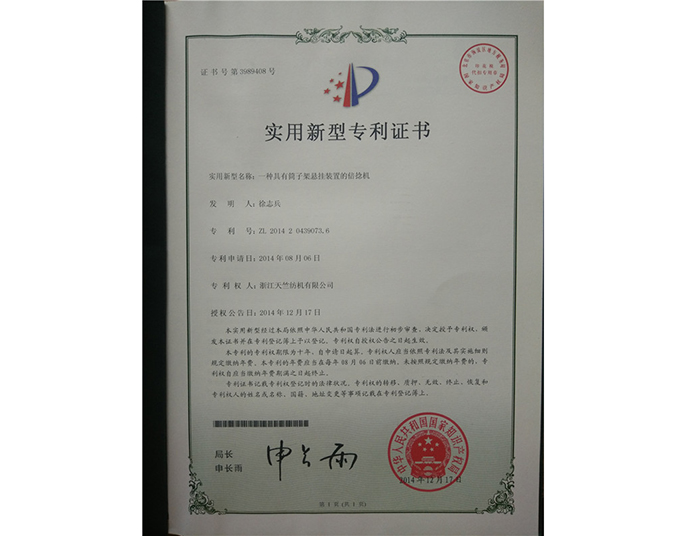 证书号第3989408号
实用新型专利证书
实用新型名称：一种具有筒子架悬挂装置的倍捻机
发 明 人：徐志兵
专 利 号：ZL 2014 2 0439073.6
专利申请日：2014年08月06日
专 利 权 人：浙江天竺纺机有限公司
授权公告日：2014年12月17日
本实用新型经过本局依照中华人民共和国专利法进行初步审查，决定授予专利权，颁
发本证书并在专利登记簿上予以登记。专利权自授权公告之日起生效。
本专利的专利权期限为十年，自申请日起算。专利权人应当依照专利法及其实施细则
规定缴纳年费。本专利的年费应当在每年08月06日前缴纳。未按照规定缴纳年费的，专
利权自应当缴纳年费期满之日起终止。
专利证书记载专利权登记时的法律状况。专利权的转移、质押、无效、终止、恢复和
专利权人的姓名或名称、国籍、地址变更等事项记载在专利登记簿上。
局长
申长雨
申长雨
中华人民共和国国家知识产权局
2014年12月17日
第1页(共1页)